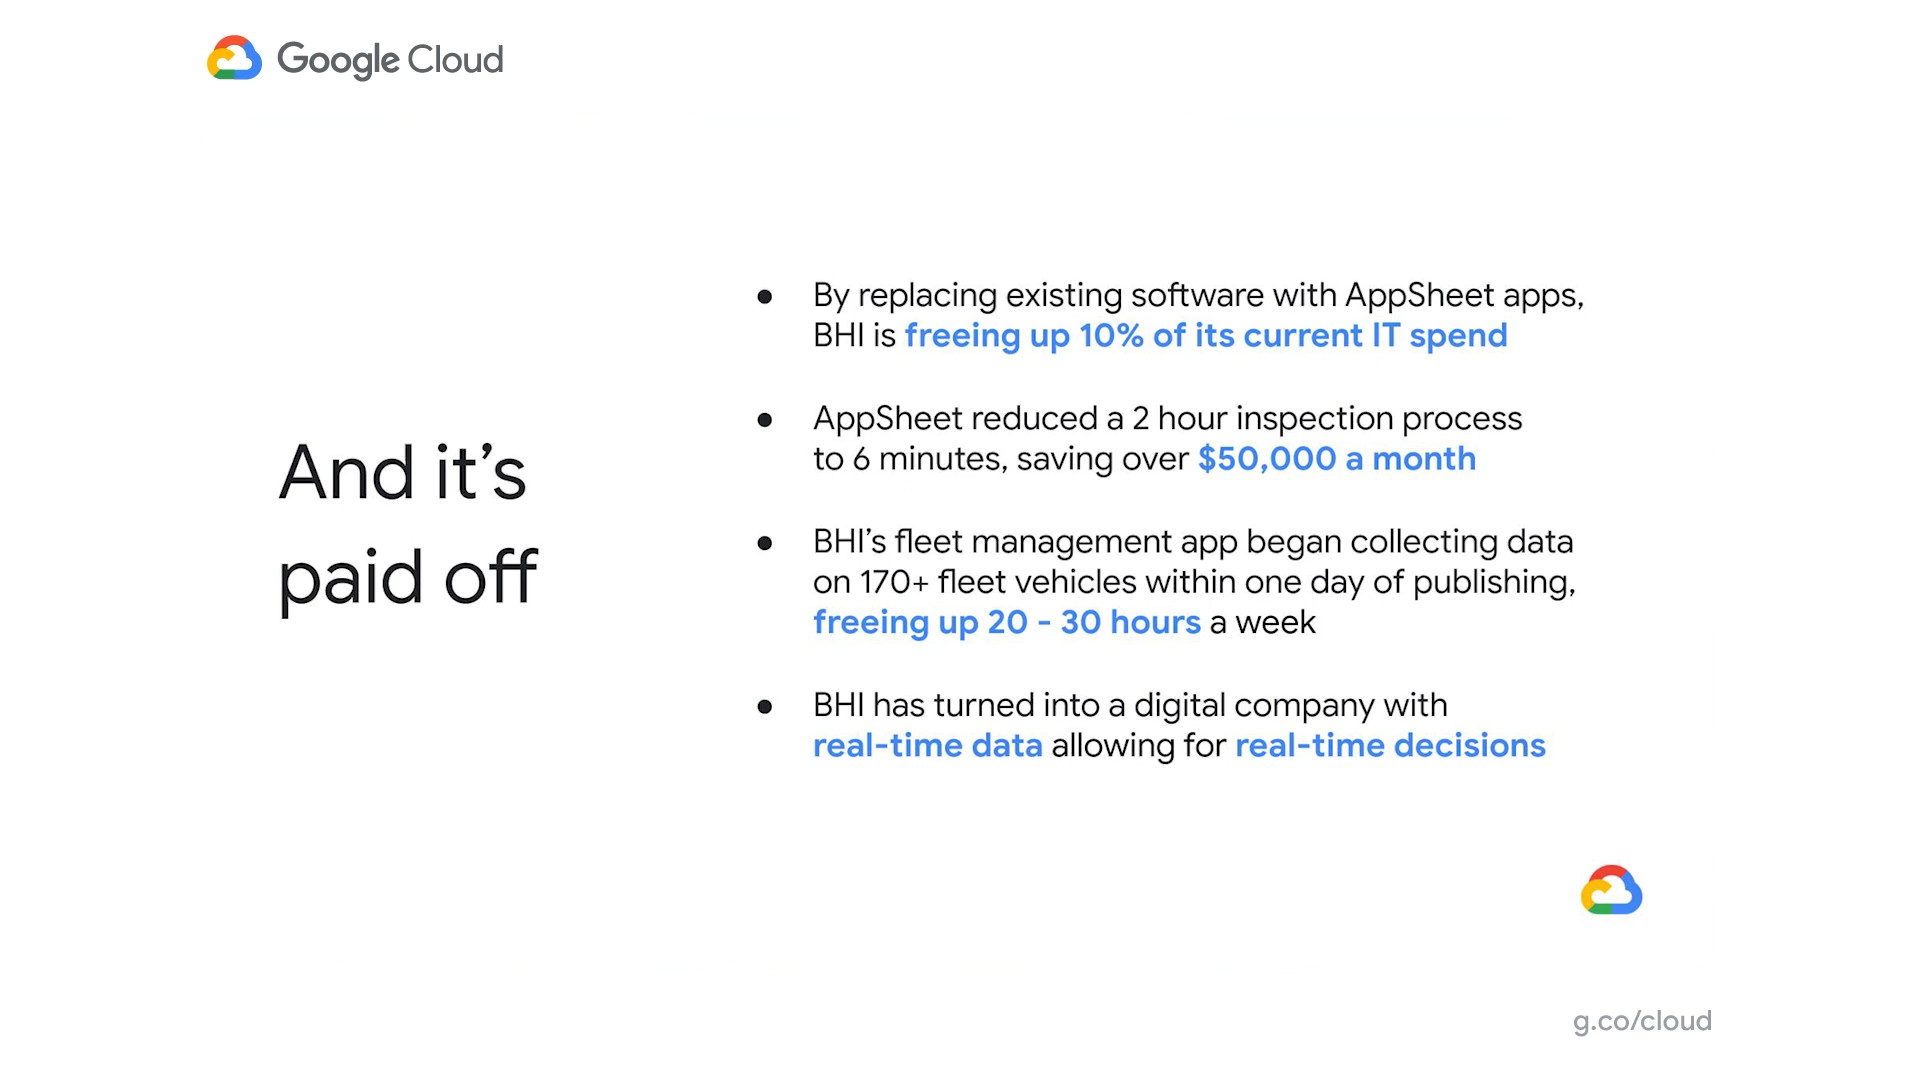 Google Cloud
And it's
paid off
● By replacing existing software with AppSheet apps,
BHI is freeing up 10% of its current IT spend
● AppSheet reduced a 2 hour inspection process
to 6 minutes, saving over $50,000 a month
● BHI's fleet management app began collecting data
on 170+ fleet vehicles within one day of publishing,
freeing up 20 - 30 hours a week
● BHI has turned into a digital company with
real-time data allowing for real-time decisions
g.co/cloud